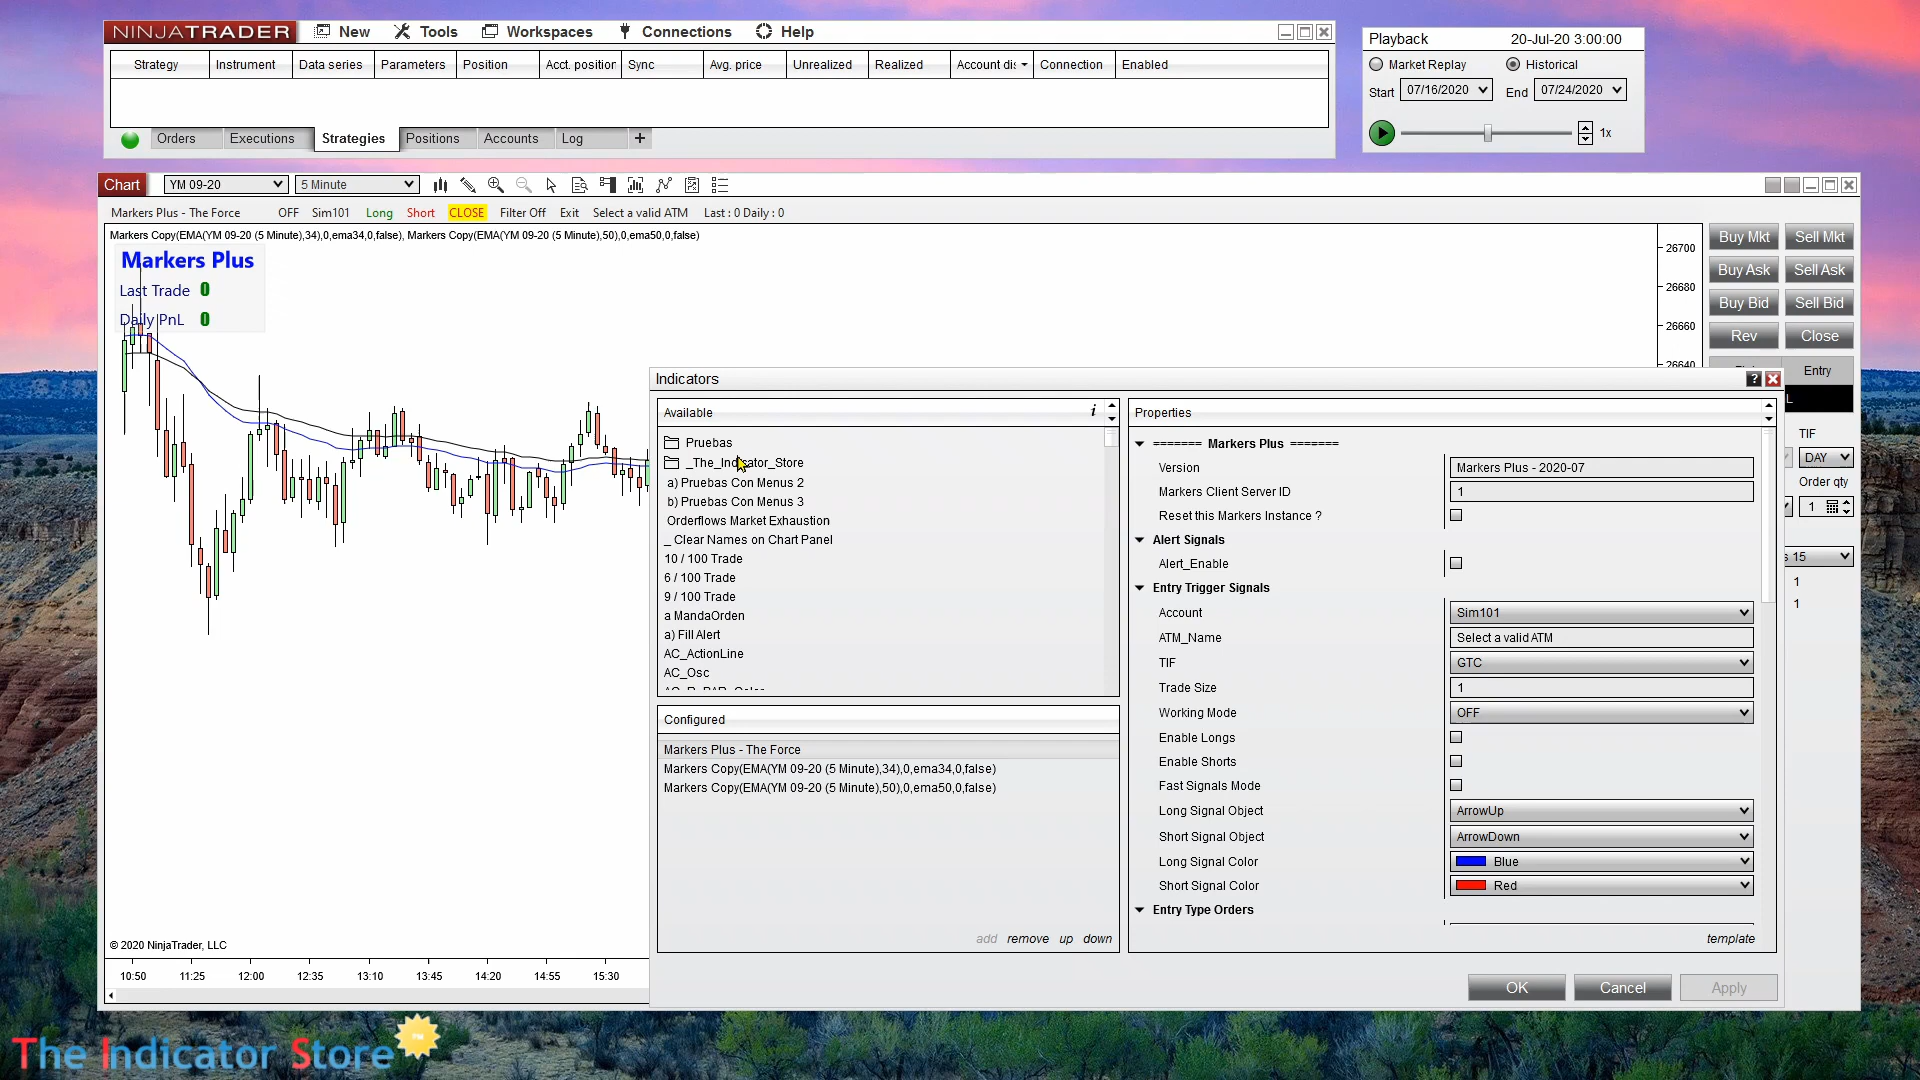 NINJATRADER New Tools Workspaces Connections Help
Strategy Instrument Data series Parameters Position Acct. position Sync Avg. price Unrealized Realized Account dis Connection Enabled
Orders Executions Strategies Positions Accounts Log +
Playback 20-Jul-20 3:00:00
Market Replay Historical
Start 07/16/2020 End 07/24/2020
1x
Chart YM 09-20 5 Minute
Markers Plus - The Force OFF Sim101 Long Short CLOSE Filter Off Exit Select a valid ATM Last : 0 Daily : 0
Markers Copy(EMA(YM 09-20 (5 Minute),34),0,ema34,0,false), Markers Copy(EMA(YM 09-20 (5 Minute),50),0,ema50,0,false)
Markers Plus
Last Trade 0
Daily PnL 0
26700
26680
26660
26640
Buy Mkt Sell Mkt
Buy Ask Sell Ask
Buy Bid Sell Bid
Rev Close
Entry
L
TIF
DAY
Order qty
1
s 15
1
1
Indicators ?
Available i
Pruebas
_The_Indicator_Store
a) Pruebas Con Menus 2
b) Pruebas Con Menus 3
Orderflows Market Exhaustion
_ Clear Names on Chart Panel
10 / 100 Trade
6 / 100 Trade
9 / 100 Trade
a MandaOrden
a) Fill Alert
AC_ActionLine
AC_Osc
Configured
Markers Plus - The Force
Markers Copy(EMA(YM 09-20 (5 Minute),34),0,ema34,0,false)
Markers Copy(EMA(YM 09-20 (5 Minute),50),0,ema50,0,false)
add remove up down
Properties
======= Markers Plus =======
Version Markers Plus - 2020-07
Markers Client Server ID 1
Reset this Markers Instance ?
Alert Signals
Alert_Enable
Entry Trigger Signals
Account Sim101
ATM_Name Select a valid ATM
TIF GTC
Trade Size 1
Working Mode OFF
Enable Longs
Enable Shorts
Fast Signals Mode
Long Signal Object ArrowUp
Short Signal Object ArrowDown
Long Signal Color Blue
Short Signal Color Red
Entry Type Orders
template
OK Cancel Apply
© 2020 NinjaTrader, LLC
10:50 11:25 12:00 12:35 13:10 13:45 14:20 14:55 15:30
The Indicator Store